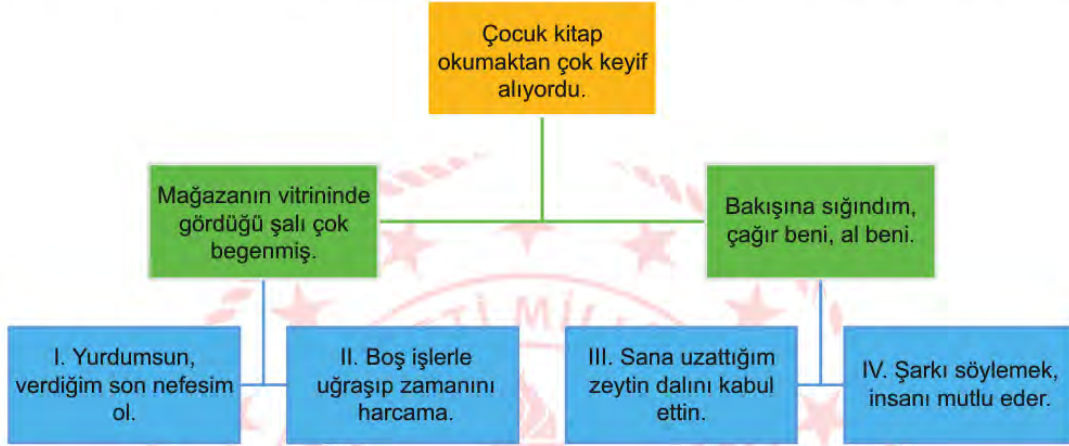 Çocuk kitap
okumaktan çok keyif
alıyordu.
Mağazanın vitrininde
gördüğü şalı çok
begenmiş.
Bakışına sığındım,
çağır beni, al beni.
I. Yurdumsun,
verdiğim son nefesim
ol.
II. Boş işlerle
uğraşıp zamanını
harcama.
III. Sana uzattığım
zeytin dalını kabul
ettin.
IV. Şarkı söylemek,
insanı mutlu eder.